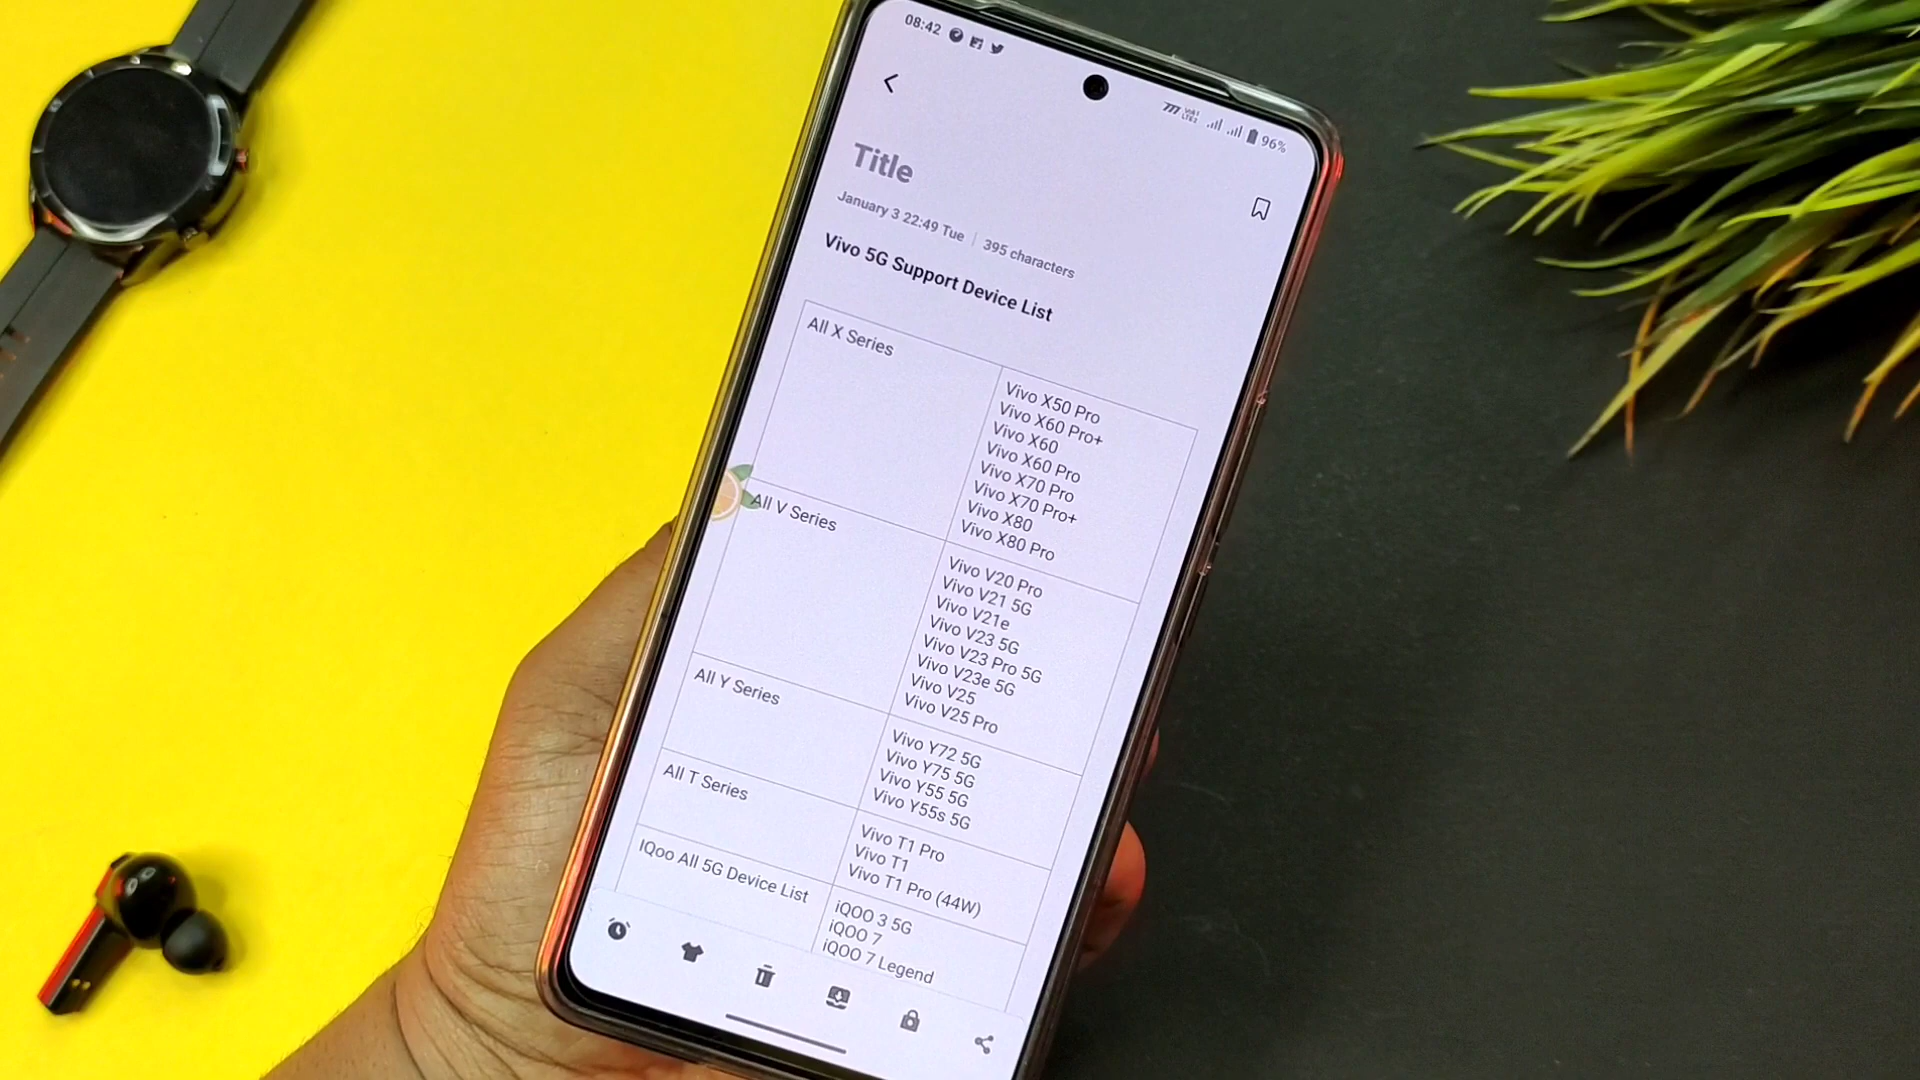 08:42
96%
Title
January 3 22:49 Tue | 395 characters
Vivo 5G Support Device List
All X Series
Vivo X50 Pro
Vivo X60 Pro+
Vivo X60
Vivo X60 Pro
Vivo X70 Pro
Vivo X70 Pro+
Vivo X80
Vivo X80 Pro
All V Series
Vivo V20 Pro
Vivo V21 5G
Vivo V21e
Vivo V23 5G
Vivo V23 Pro 5G
Vivo V23e 5G
Vivo V25
Vivo V25 Pro
All Y Series
Vivo Y72 5G
Vivo Y75 5G
Vivo Y55 5G
Vivo Y55s 5G
All T Series
Vivo T1 Pro
Vivo T1
Vivo T1 Pro (44W)
IQoo All 5G Device List
iQOO 3 5G
iQOO 7
iQOO 7 Legend